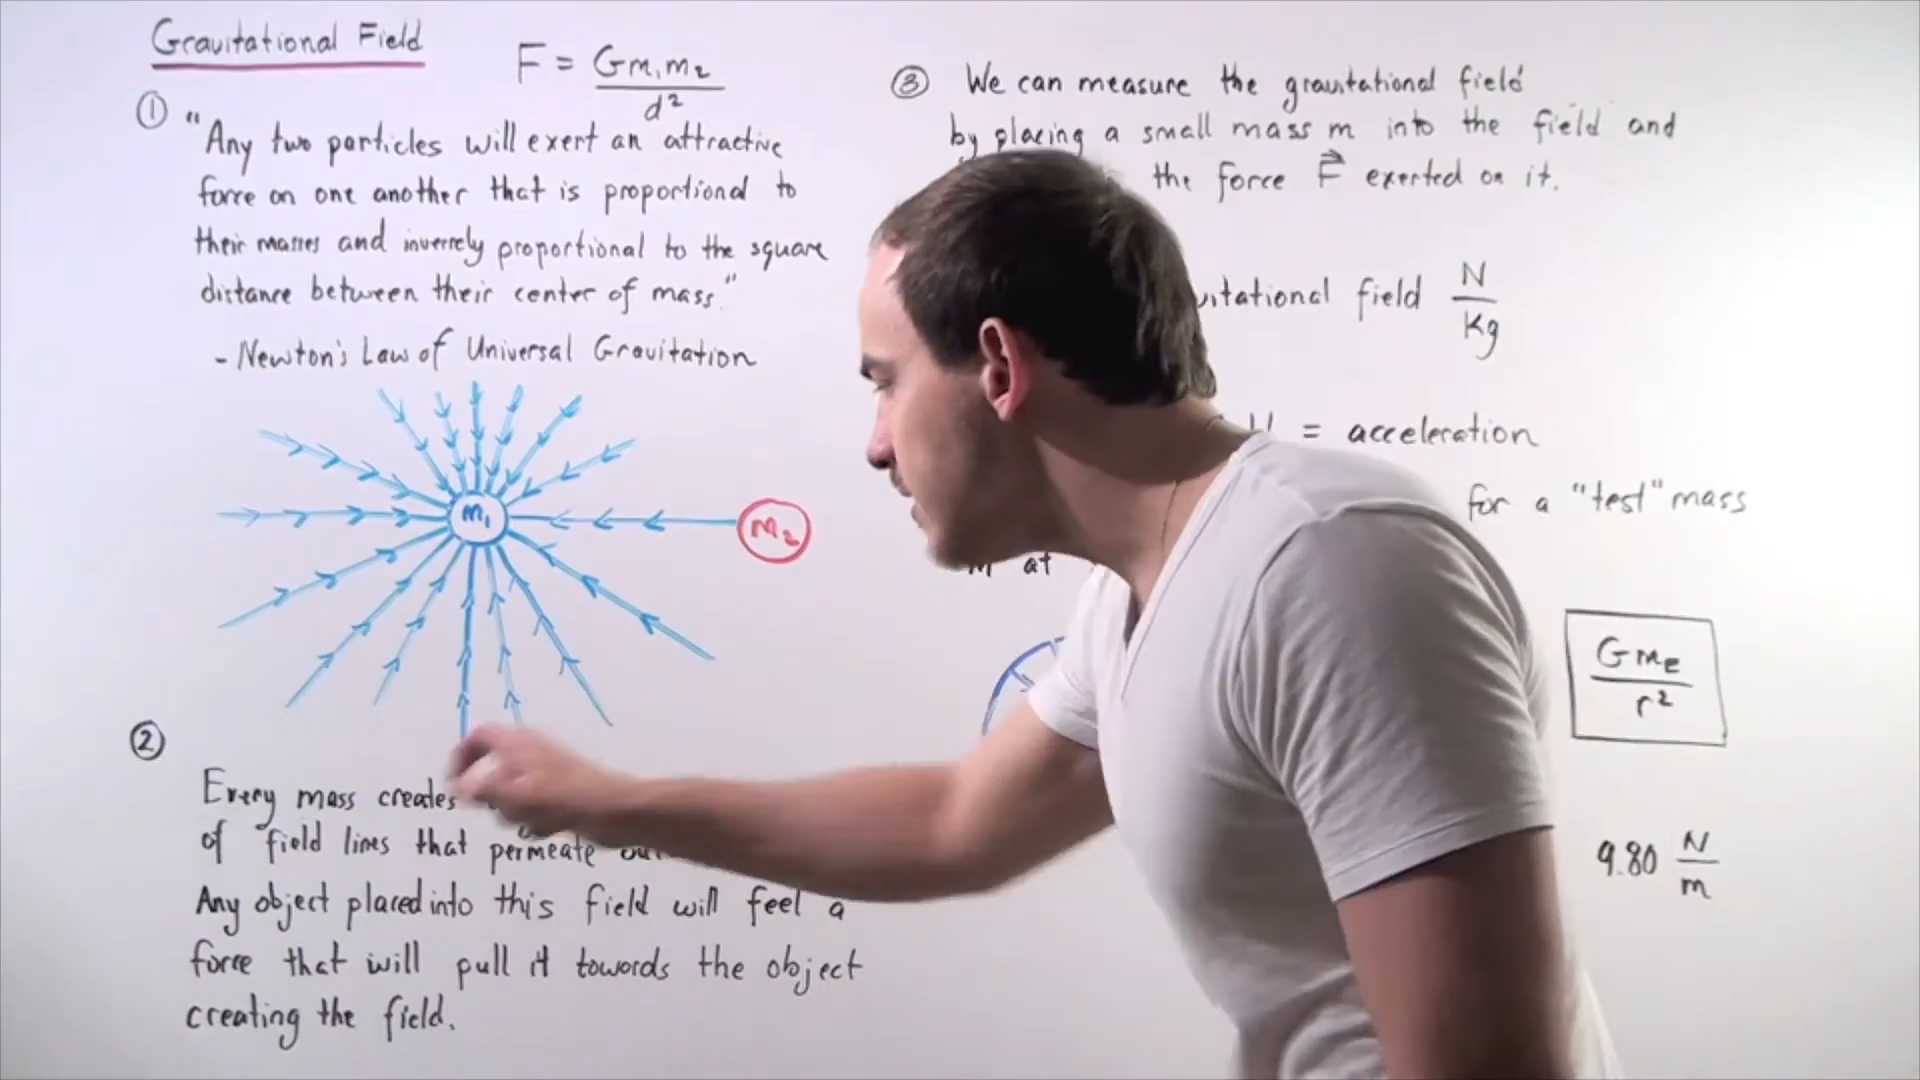 Gravitational Field
F = Gm₁m₂
d²
① "Any two particles will exert an attractive
force on one another that is proportional to
their masses and inversely proportional to the square
distance between their center of mass."
- Newton's Law of Universal Gravitation
m₁
m₂
②
Every mass creates
of field lines that permeate
Any object placed into this field will feel a
force that will pull it towards the object
creating the field.
③ We can measure the gravitational field
by placing a small mass m into the field and
the force F⃗ exerted on it.
field N
Kg
= acceleration
for a "test" mass
m at
GmE
r²
9.80 N
m